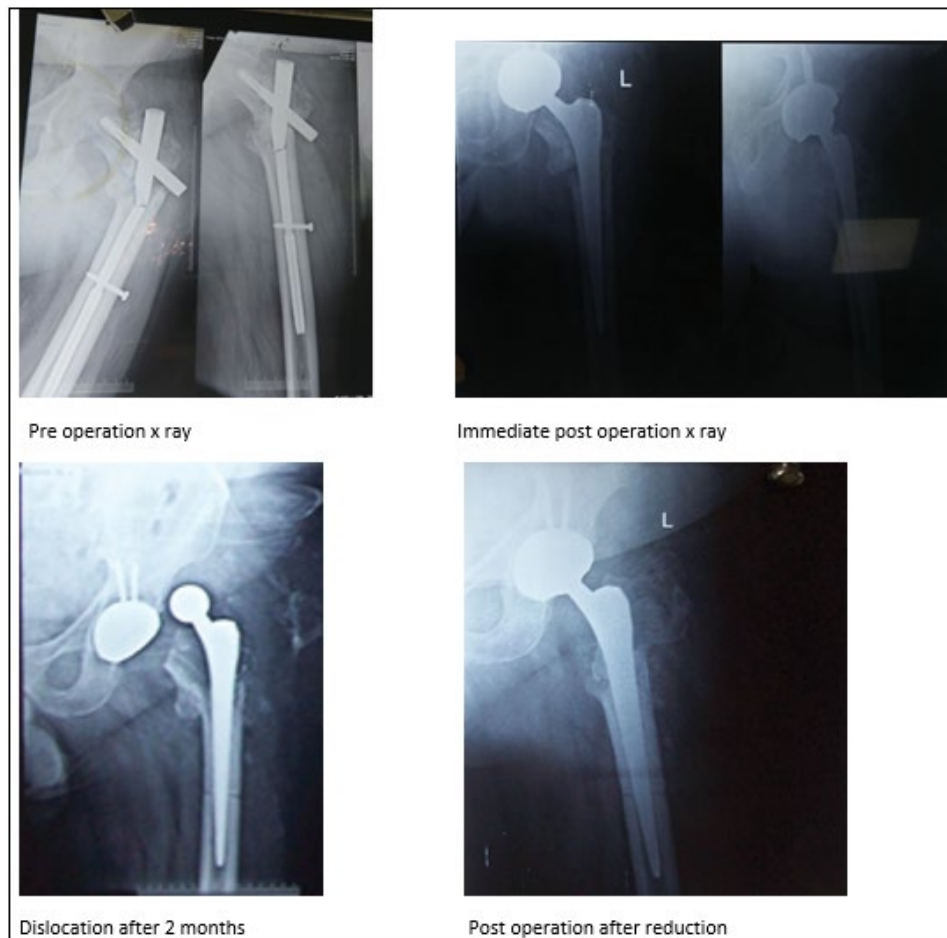 L
Pre operation x ray
Immediate post operation x ray
L
Dislocation after 2 months
Post operation after reduction